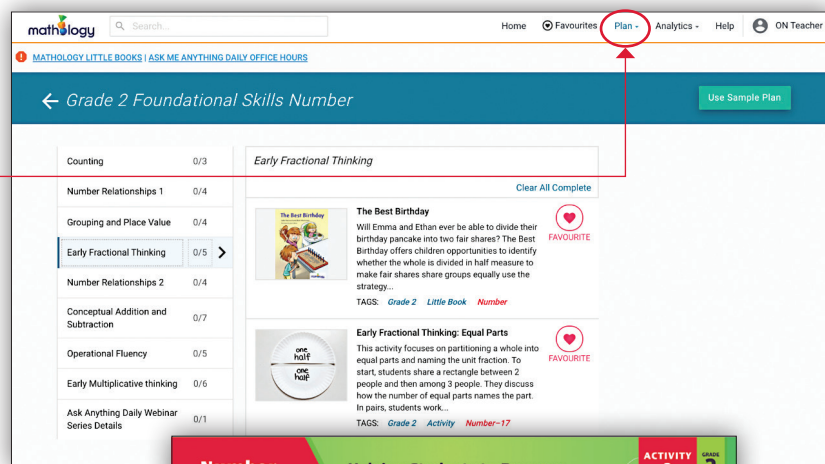 mathology
Search...
Home
Favourites
Plan
Analytics
Help
ON Teacher
MATHOLOGY LITTLE BOOKS | ASK ME ANYTHING DAILY OFFICE HOURS
Grade 2 Foundational Skills Number
Use Sample Plan
Counting 0/3
Number Relationships 1 0/4
Grouping and Place Value 0/4
Early Fractional Thinking 0/5
Number Relationships 2 0/4
Conceptual Addition and
Subtraction 0/7
Operational Fluency 0/5
Early Multiplicative thinking 0/6
Ask Anything Daily Webinar
Series Details 0/1
Early Fractional Thinking
Clear All Complete
The Best Birthday
The Best Birthday
Will Emma and Ethan ever be able to divide their
birthday pancake into two fair shares? The Best
Birthday offers children opportunities to identify
whether the whole is divided in half measure to
make fair shares share groups equally use the
strategy...
TAGS: Grade 2 Little Book Number
FAVOURITE
one
half
one
half
Early Fractional Thinking: Equal Parts
This activity focuses on partitioning a whole into
equal parts and naming the unit fraction. To
start, students share a rectangle between 2
people and then among 3 people. They discuss
how the number of equal parts names the part.
In pairs, students work...
TAGS: Grade 2 Activity Number–17
FAVOURITE
Number
ACTIVITY
GRADE